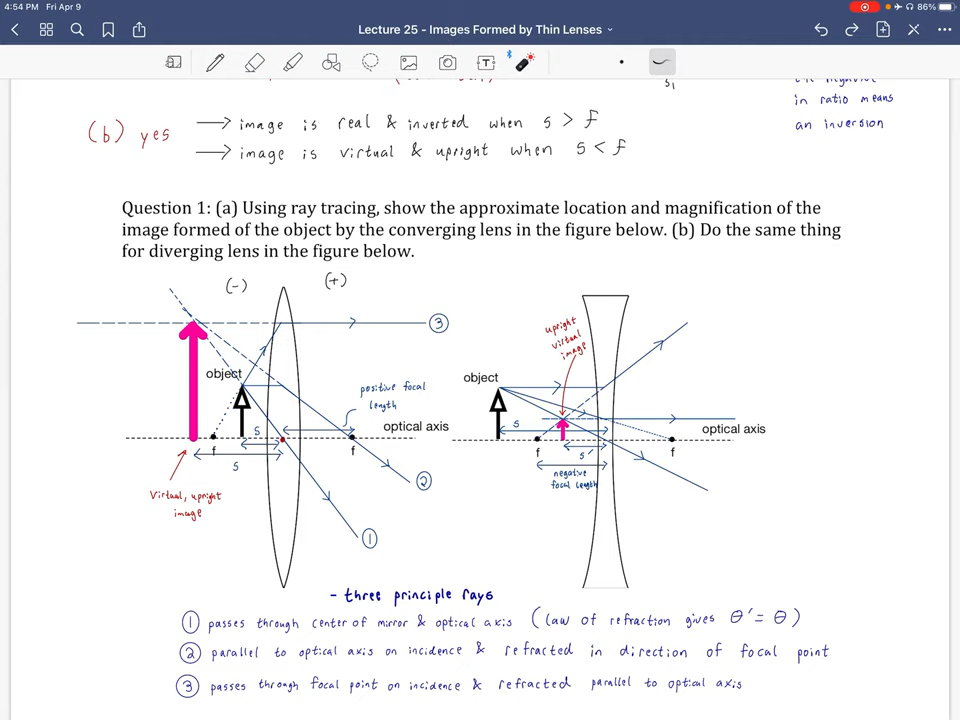 4:54 PM Fri Apr 9
86%
Lecture 25 - Images Formed by Thin Lenses
s₁
in ratio means
an inversion
(b) yes
→ image is real & inverted when s > f
→ image is virtual & upright when s < f
Question 1: (a) Using ray tracing, show the approximate location and magnification of the
image formed of the object by the converging lens in the figure below. (b) Do the same thing
for diverging lens in the figure below.
(-)
(+)
3
object
positive focal
length
optical axis
s
f
f
s
2
Virtual, upright
image
1
upright
virtual
image
object
s
optical axis
f
s'
f
negative
focal length
- three principle rays
1 passes through center of mirror & optical axis (law of refraction gives θ' = θ)
2 parallel to optical axis on incidence & refracted in direction of focal point
3 passes through focal point on incidence & refracted parallel to optical axis